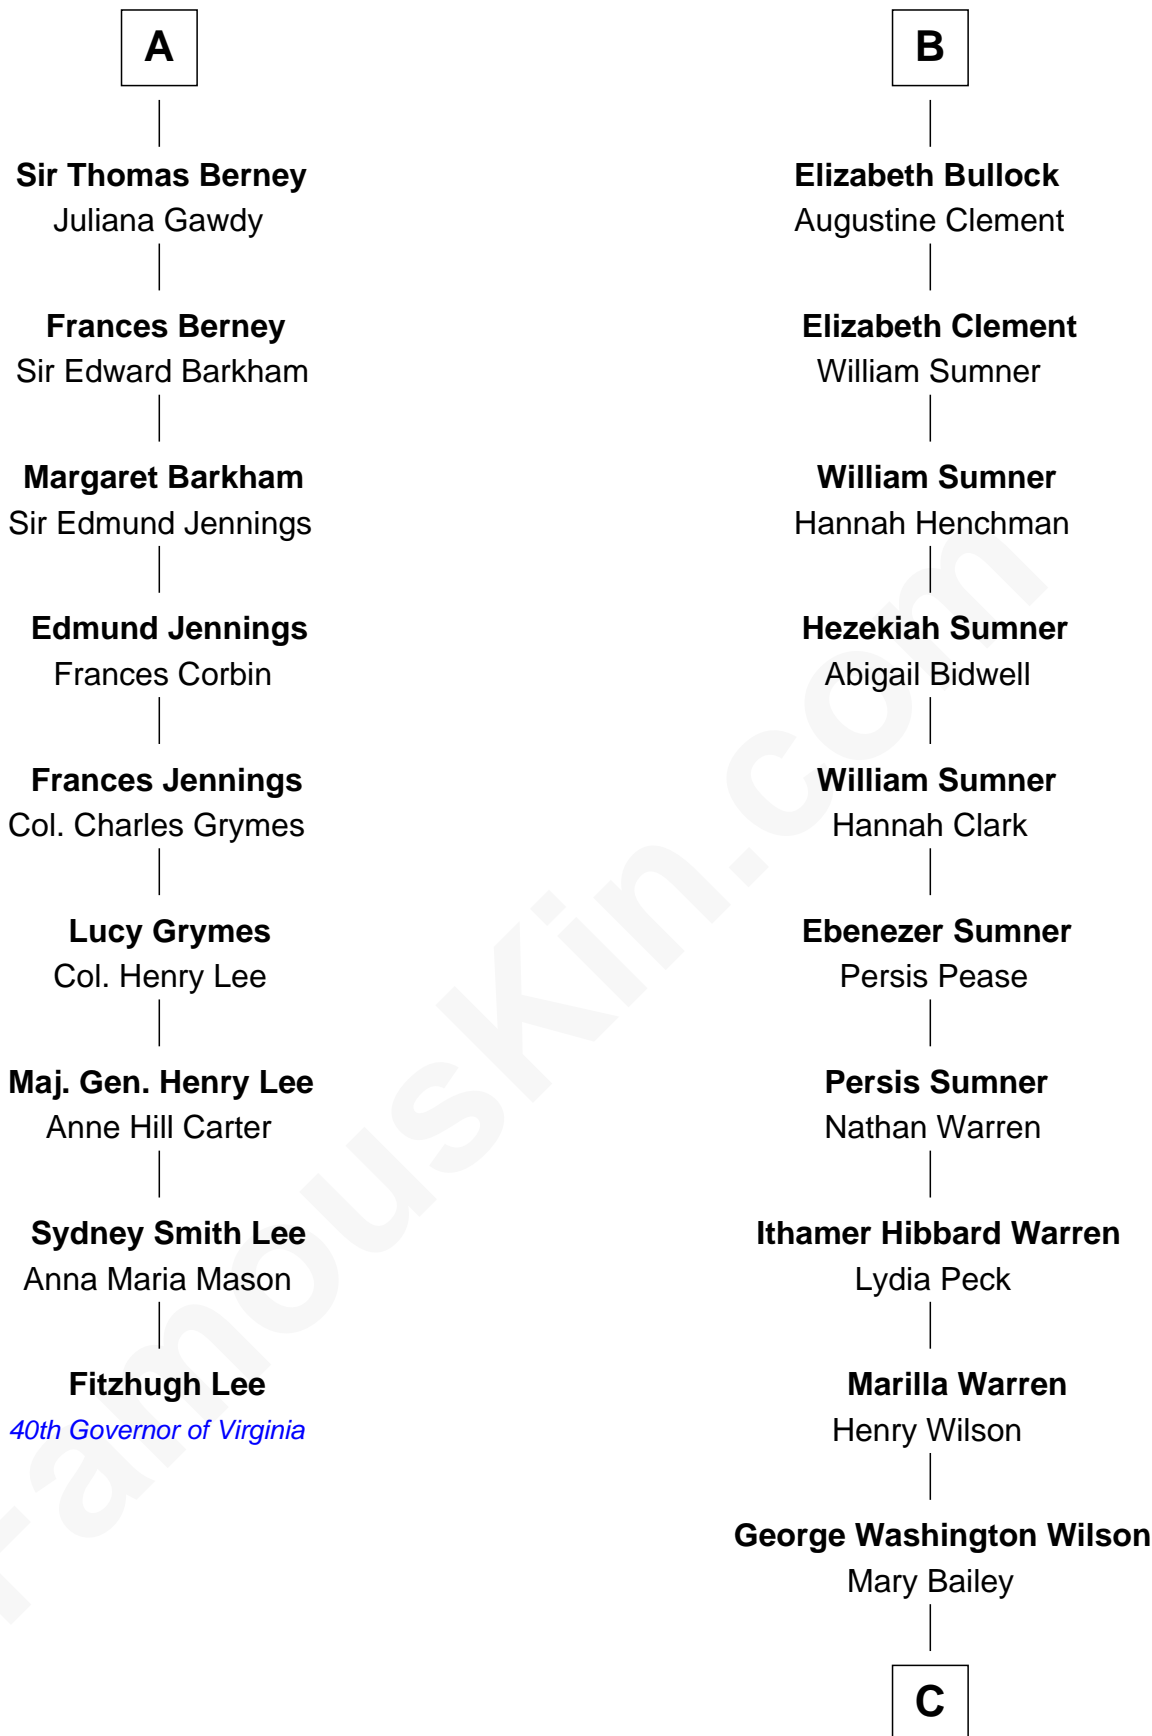 A
Sir Thomas Berney
Juliana Gawdy
Frances Berney
Sir Edward Barkham
Margaret Barkham
Sir Edmund Jennings
Edmund Jennings
Frances Corbin
Frances Jennings
Col. Charles Grymes
Lucy Grymes
Col. Henry Lee
Maj. Gen. Henry Lee
Anne Hill Carter
Sydney Smith Lee
Anna Maria Mason
Fitzhugh Lee
40th Governor of Virginia
B
Elizabeth Bullock
Augustine Clement
Elizabeth Clement
William Sumner
William Sumner
Hannah Henchman
Hezekiah Sumner
Abigail Bidwell
William Sumner
Hannah Clark
Ebenezer Sumner
Persis Pease
Persis Sumner
Nathan Warren
Ithamer Hibbard Warren
Lydia Peck
Marilla Warren
Henry Wilson
George Washington Wilson
Mary Bailey
C
FamousKin.com